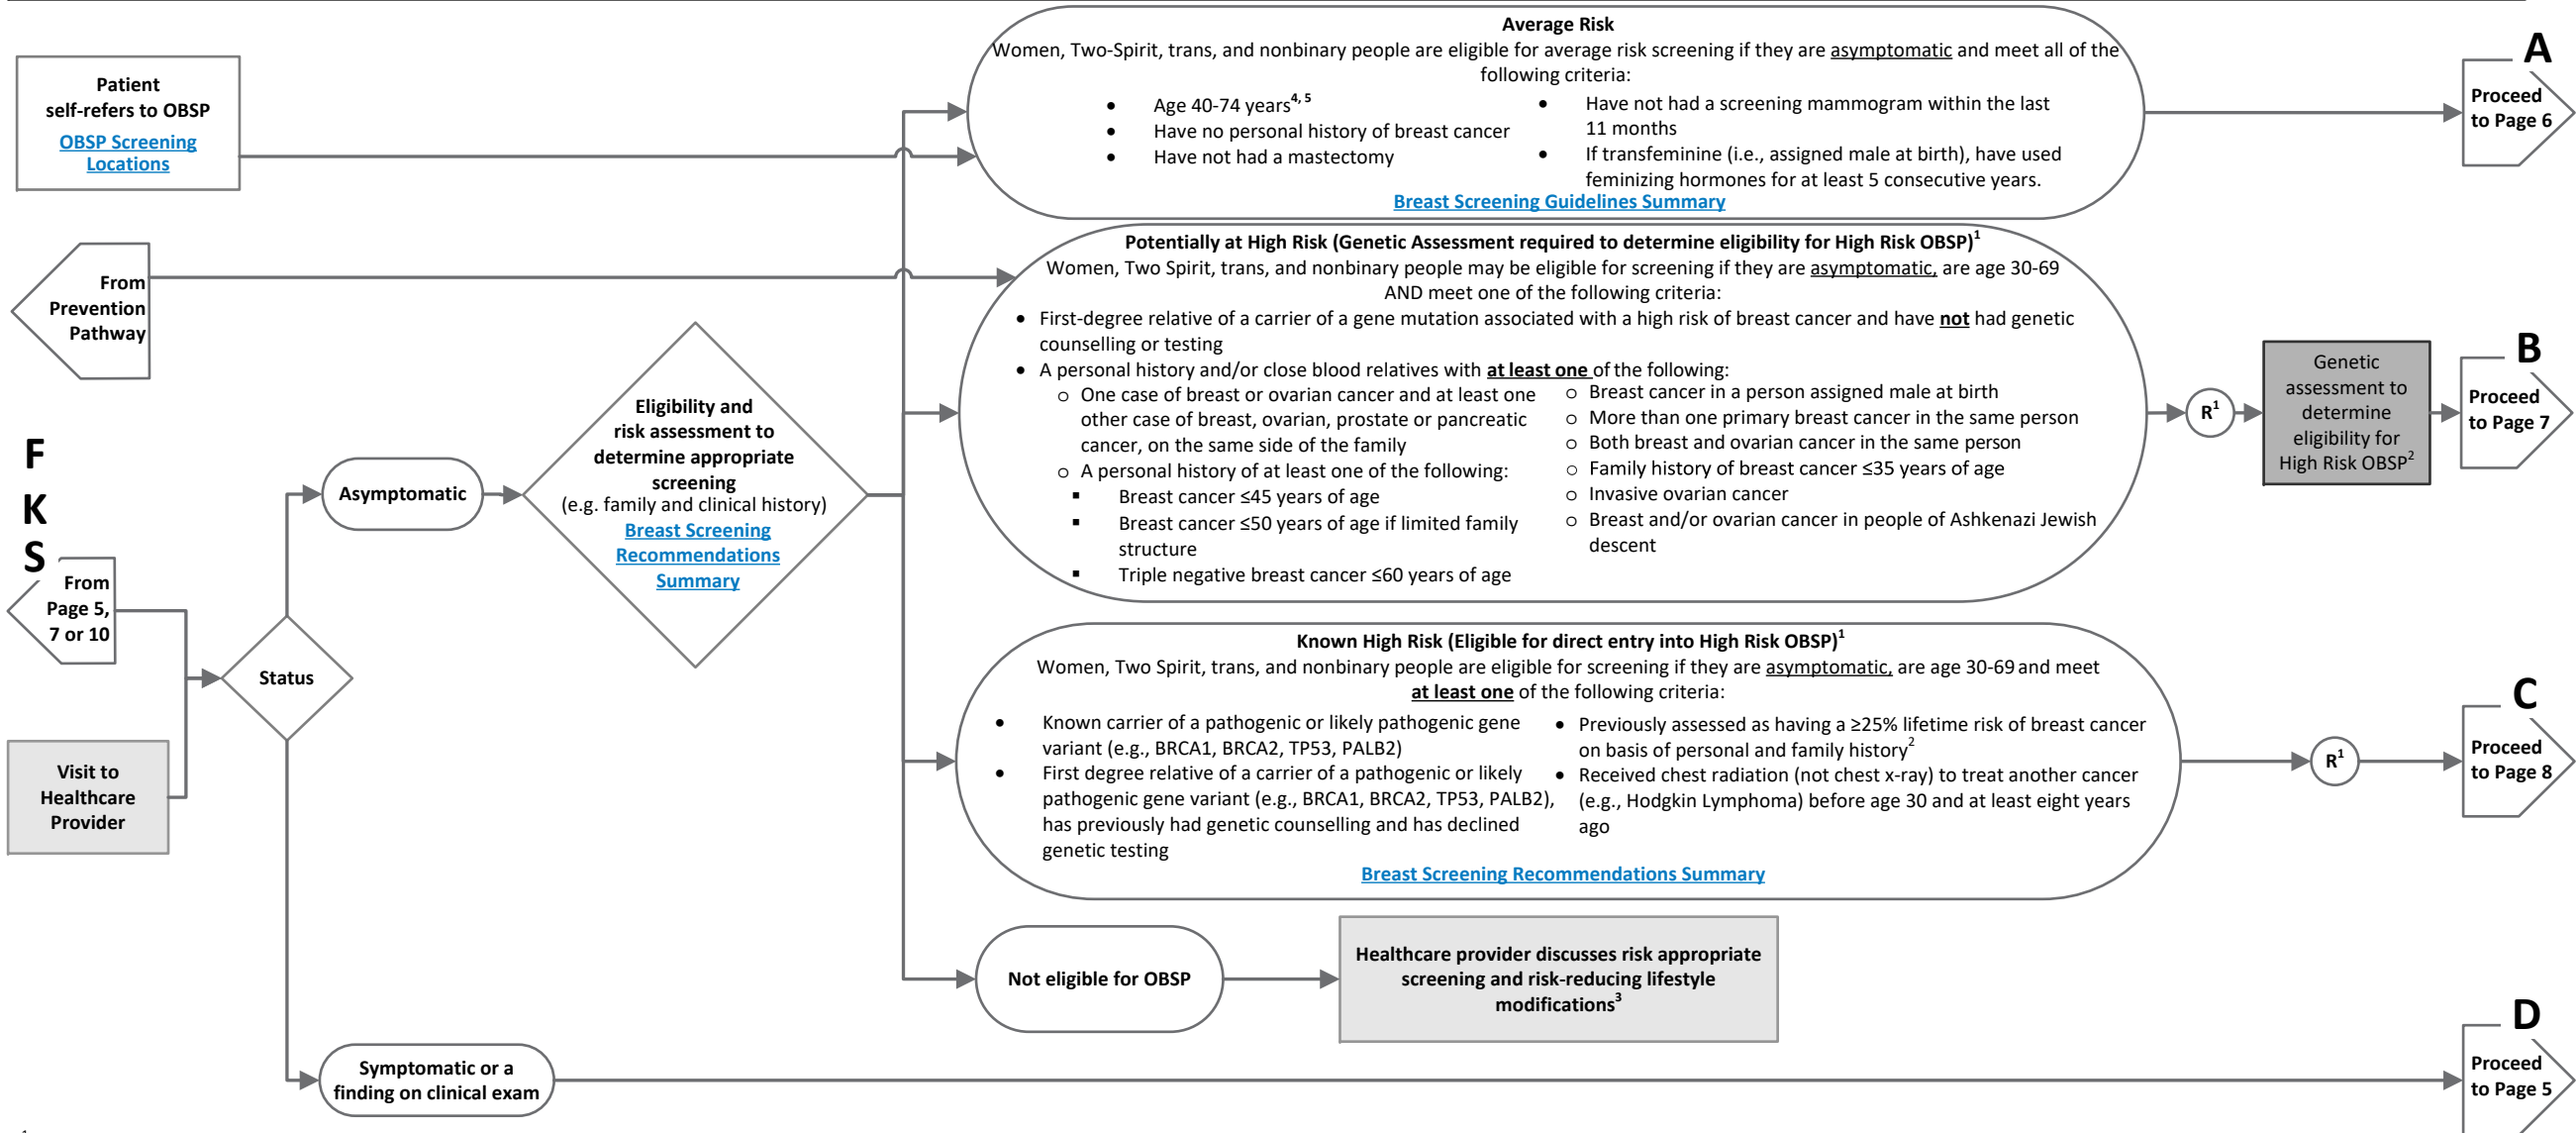 Patient
self-refers to OBSP
OBSP Screening
Locations
From
Prevention
Pathway
F
K
S
From
Page 5,
7 or 10
Visit to
Healthcare
Provider
Status
Asymptomatic
Symptomatic or a
finding on clinical exam
Eligibility and
risk assessment to
determine appropriate
screening
(e.g. family and clinical history)
Breast Screening
Recommendations
Summary
Average Risk
Women, Two-Spirit, trans, and nonbinary people are eligible for average risk screening if they are asymptomatic and meet all of the
following criteria:
• Age 40-74 years4, 5
• Have no personal history of breast cancer
• Have not had a mastectomy
• Have not had a screening mammogram within the last
11 months
• If transfeminine (i.e., assigned male at birth), have used
feminizing hormones for at least 5 consecutive years.
Breast Screening Guidelines Summary
A
Proceed
to Page 6
Potentially at High Risk (Genetic Assessment required to determine eligibility for High Risk OBSP)1
Women, Two Spirit, trans, and nonbinary people may be eligible for screening if they are asymptomatic, are age 30-69
AND meet one of the following criteria:
• First-degree relative of a carrier of a gene mutation associated with a high risk of breast cancer and have not had genetic
counselling or testing
• A personal history and/or close blood relatives with at least one of the following:
o One case of breast or ovarian cancer and at least one
other case of breast, ovarian, prostate or pancreatic
cancer, on the same side of the family
o A personal history of at least one of the following:
▪ Breast cancer ≤45 years of age
▪ Breast cancer ≤50 years of age if limited family
structure
▪ Triple negative breast cancer ≤60 years of age
o Breast cancer in a person assigned male at birth
o More than one primary breast cancer in the same person
o Both breast and ovarian cancer in the same person
o Family history of breast cancer ≤35 years of age
o Invasive ovarian cancer
o Breast and/or ovarian cancer in people of Ashkenazi Jewish
descent
R1
Genetic
assessment to
determine
eligibility for
High Risk OBSP2
B
Proceed
to Page 7
Known High Risk (Eligible for direct entry into High Risk OBSP)1
Women, Two Spirit, trans, and nonbinary people are eligible for screening if they are asymptomatic, are age 30-69 and meet
at least one of the following criteria:
• Known carrier of a pathogenic or likely pathogenic gene
variant (e.g., BRCA1, BRCA2, TP53, PALB2)
• First degree relative of a carrier of a pathogenic or likely
pathogenic gene variant (e.g., BRCA1, BRCA2, TP53, PALB2),
has previously had genetic counselling and has declined
genetic testing
• Previously assessed as having a ≥25% lifetime risk of breast cancer
on basis of personal and family history2
• Received chest radiation (not chest x-ray) to treat another cancer
(e.g., Hodgkin Lymphoma) before age 30 and at least eight years
ago
Breast Screening Recommendations Summary
R1
C
Proceed
to Page 8
Not eligible for OBSP
Healthcare provider discusses risk appropriate
screening and risk-reducing lifestyle
modifications3
D
Proceed
to Page 5
1